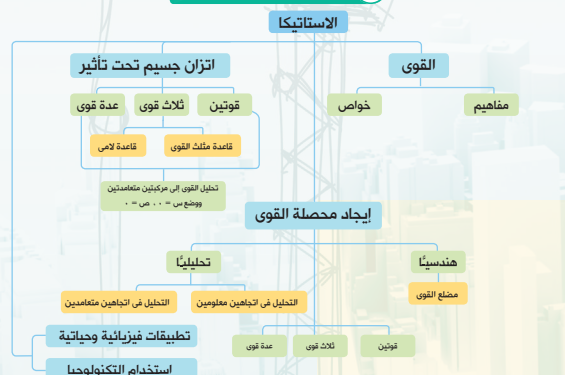 الاستاتيكا
القوى
اتزان جسيم تحت تأثير
مفاهيم
خواص
قوتين
ثلاث قوى
عدة قوى
قاعدة مثلث القوى
قاعدة لامى
تحليل القوى إلى مركبتين متعامدتين
ووضع س = ٠ ، ص = ٠
إيجاد محصلة القوى
هندسيًّا
تحليليًّا
مضلع القوى
التحليل فى اتجاهين معلومين
التحليل فى اتجاهين متعامدين
قوتين
ثلاث قوى
عدة قوى
تطبيقات فيزيائية وحياتية
استخدام التكنولوجيا